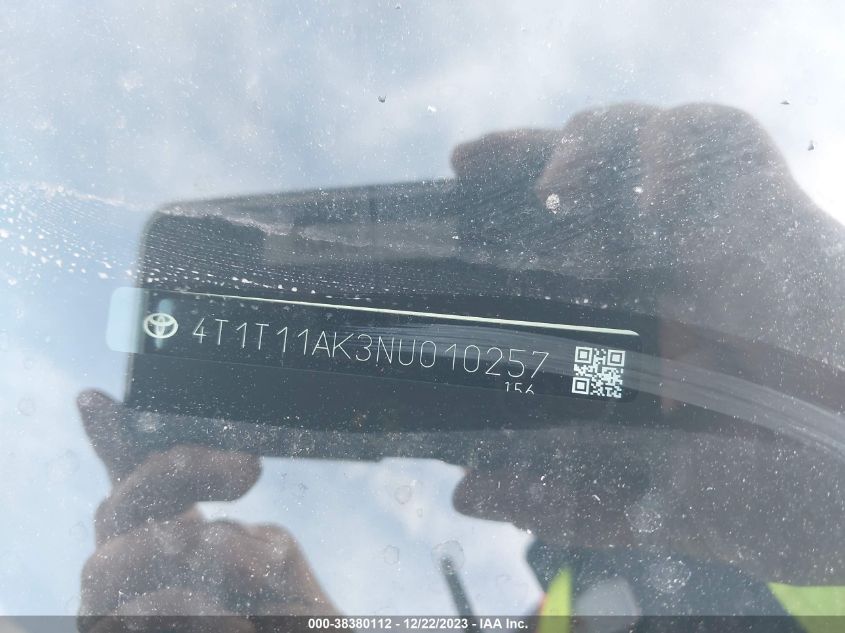 4T1T11AK3NU010257
156
000-38380112 - 12/22/2023 - IAA Inc.